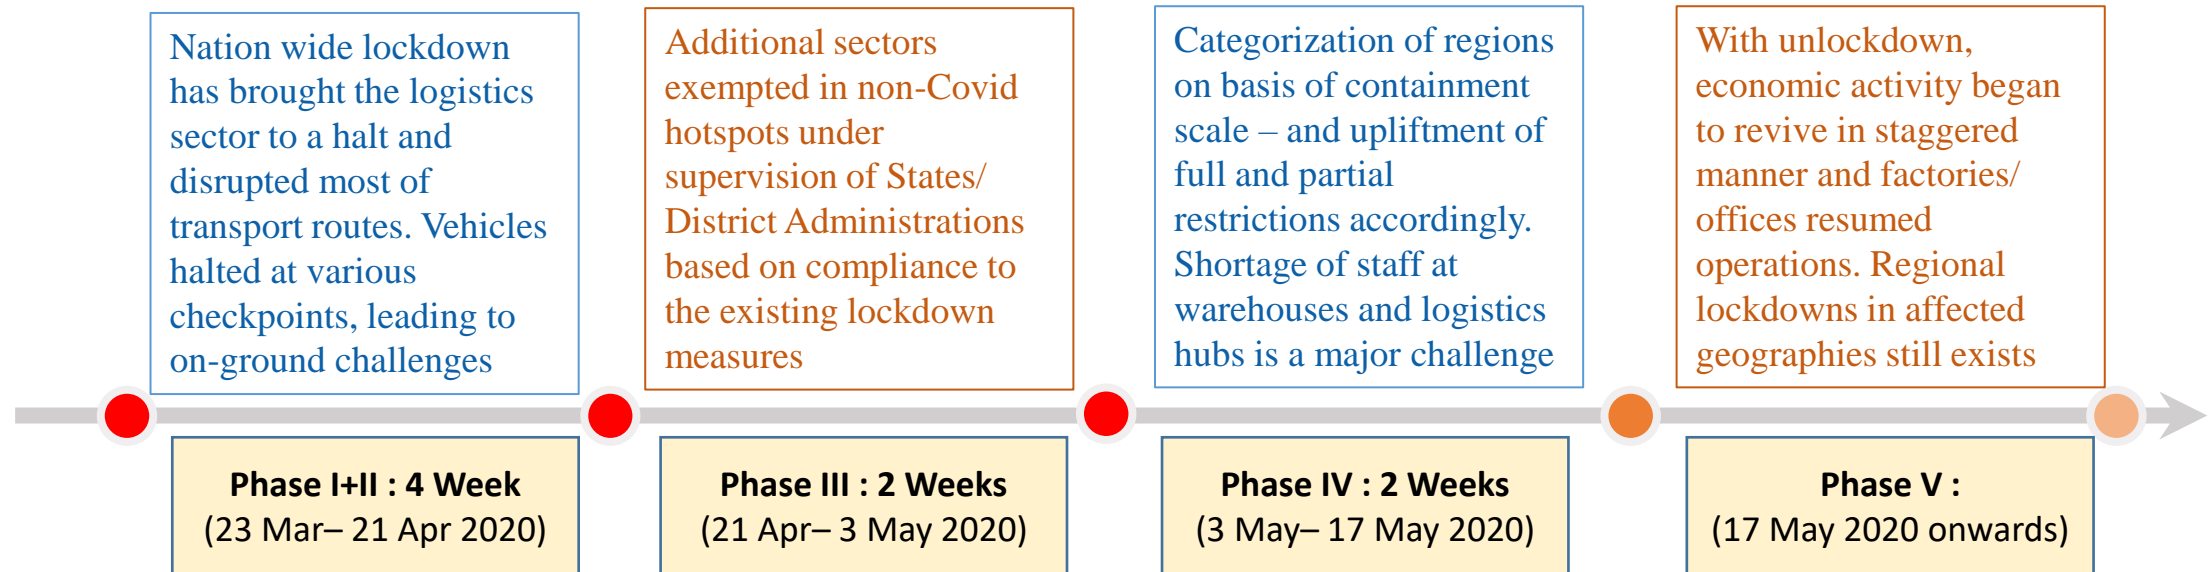 Nation wide lockdown
has brought the logistics
sector to a halt and
disrupted most of
transport routes. Vehicles
halted at various
checkpoints, leading to
on-ground challenges
Additional sectors
exempted in non-Covid
hotspots under
supervision of States/
District Administrations
based on compliance to
the existing lockdown
measures
Categorization of regions
on basis of containment
scale – and upliftment of
full and partial
restrictions accordingly.
Shortage of staff at
warehouses and logistics
hubs is a major challenge
With unlockdown,
economic activity began
to revive in staggered
manner and factories/
offices resumed
operations. Regional
lockdowns in affected
geographies still exists
Phase I+II : 4 Week
(23 Mar– 21 Apr 2020)
Phase III : 2 Weeks
(21 Apr– 3 May 2020)
Phase IV : 2 Weeks
(3 May– 17 May 2020)
Phase V :
(17 May 2020 onwards)